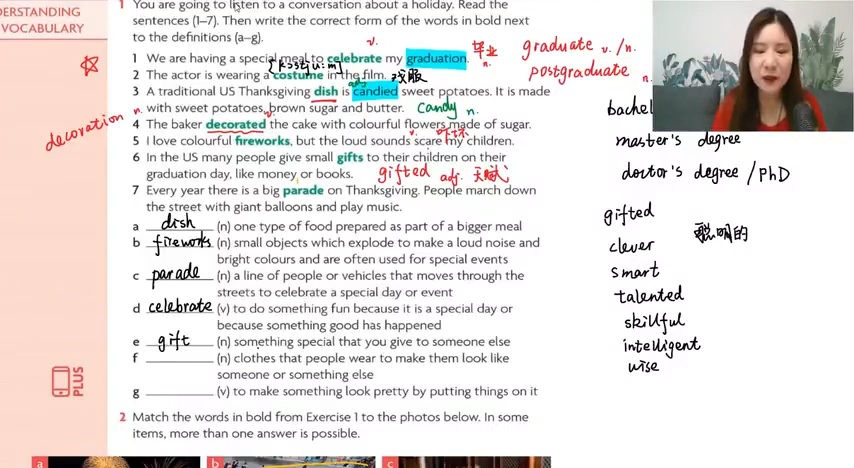 DERSTANDING
VOCABULARY
1 You are going to listen to a conversation about a holiday. Read the
sentences (1–7). Then write the correct form of the words in bold next
to the definitions (a–g).
v.
1 We are having a special meal to celebrate my graduation. 毕业 n.
graduate v./n.
postgraduate n.
[kɒstju:m]
2 The actor is wearing a costume in the film. 戏服
adj.
3 A traditional US Thanksgiving dish is candied sweet potatoes. It is made
with sweet potatoes, brown sugar and butter. candy n.
decoration n.
v.
4 The baker decorated the cake with colourful flowers made of sugar.
v. 吓坏
5 I love colourful fireworks, but the loud sounds scare my children.
6 In the US many people give small gifts to their children on their
graduation day, like money or books. gifted adj. 天赋
7 Every year there is a big parade on Thanksgiving. People march down
the street with giant balloons and play music.
a dish (n) one type of food prepared as part of a bigger meal
b fireworks (n) small objects which explode to make a loud noise and
bright colours and are often used for special events
c parade (n) a line of people or vehicles that moves through the
streets to celebrate a special day or event
d celebrate (v) to do something fun because it is a special day or
because something good has happened
e gift (n) something special that you give to someone else
f (n) clothes that people wear to make them look like
someone or something else
g (v) to make something look pretty by putting things on it
PLUS
2 Match the words in bold from Exercise 1 to the photos below. In some
items, more than one answer is possible.
a
b
c
bachel
master's degree
doctor's degree / PhD
gifted
clever 聪明的
smart
talented
skillful
intelligent
wise